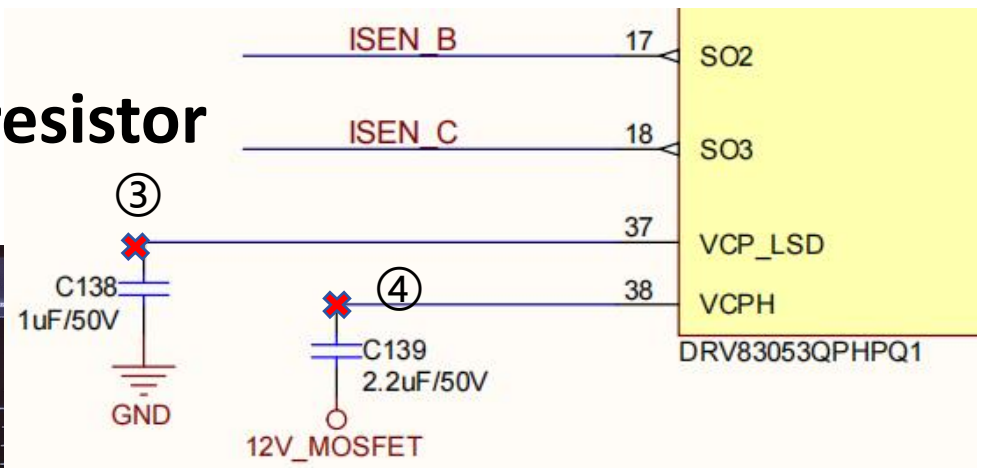 ISEN_B
17
SO2
resistor
ISEN_C
18
SO3
③
37
VCP_LSD
C138
1uF/50V
④
38
VCPH
C139
2.2uF/50V
DRV83053QPHPQ1
GND
12V_MOSFET